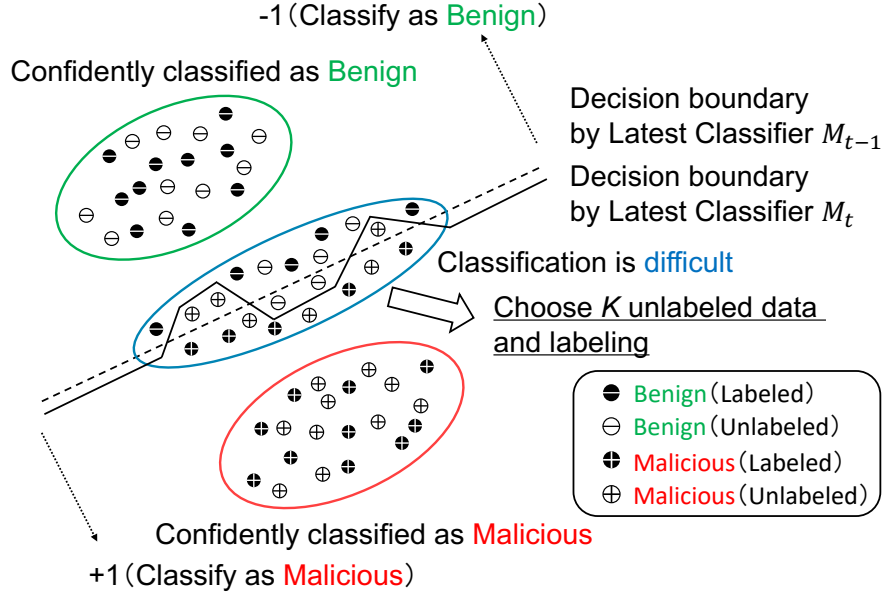 -1（Classify as Benign）
Confidently classified as Benign
Decision boundary
by Latest Classifier M_{t−1}
Decision boundary
by Latest Classifier M_t
Classification is difficult
Choose K unlabeled data
and labeling
Benign（Labeled）
Benign（Unlabeled）
Malicious（Labeled）
Malicious（Unlabeled）
Confidently classified as Malicious
+1（Classify as Malicious）